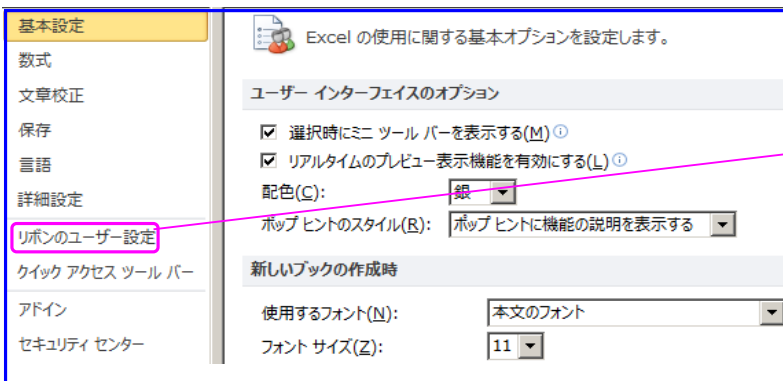 基本設定
数式
文章校正
保存
言語
詳細設定
リボンのユーザー設定
クイック アクセス ツール バー
アドイン
セキュリティ センター
Excel の使用に関する基本オプションを設定します。
ユーザー インターフェイスのオプション
選択時にミニ ツール バーを表示する(M)
リアルタイムのプレビュー表示機能を有効にする(L)
配色(C): 銀
ポップ ヒントのスタイル(R): ポップ ヒントに機能の説明を表示する
新しいブックの作成時
使用するフォント(N): 本文のフォント
フォント サイズ(Z): 11